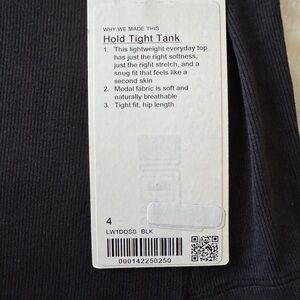 WHY WE MADE THIS
Hold Tight Tank
1. This lightweight everyday top
has just the right softness,
just the right stretch, and a
snug fit that feels like a
second skin
2. Modal fabric is soft and
naturally breathable
3. Tight fit, hip length
4
LW1DOSS BLK
000142250250